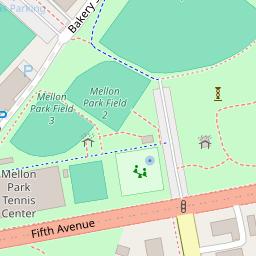 Parking
Bakery
Mellon
Park Field
2
Mellon
Park Field
3
Mellon
Park
Tennis
Center
Fifth Avenue